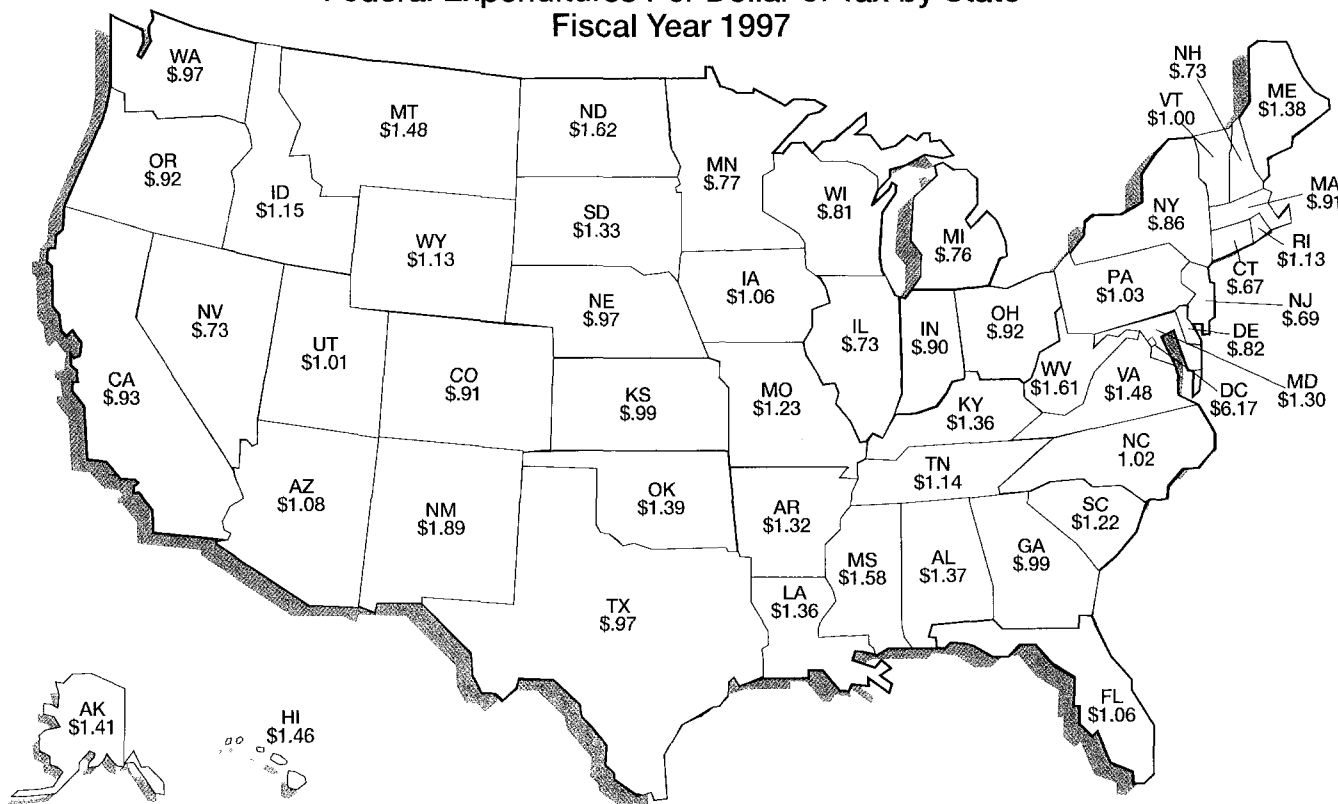 Federal Expenditures Per Dollar of Tax by State
Fiscal Year 1997
WA
$.97
MT
$1.48
ND
$1.62
MN
$.77
OR
$.92
ID
$1.15
WY
$1.13
SD
$1.33
WI
$.81
MI
$.76
NY
$.86
VT
$1.00
NH
$.73
ME
$1.38
MA
$.91
RI
$1.13
CT
$.67
NJ
$.69
DE
$.82
MD
$1.30
DC
$6.17
PA
$1.03
NV
$.73
UT
$1.01
CA
$.93
CO
$.91
NE
$.97
IA
$1.06
IL
$.73
IN
$.90
OH
$.92
WV
$1.61
VA
$1.48
KS
$.99
MO
$1.23
KY
$1.36
NC
1.02
TN
$1.14
SC
$1.22
AZ
$1.08
NM
$1.89
OK
$1.39
AR
$1.32
MS
$1.58
AL
$1.37
GA
$.99
TX
$.97
LA
$1.36
FL
$1.06
AK
$1.41
HI
$1.46